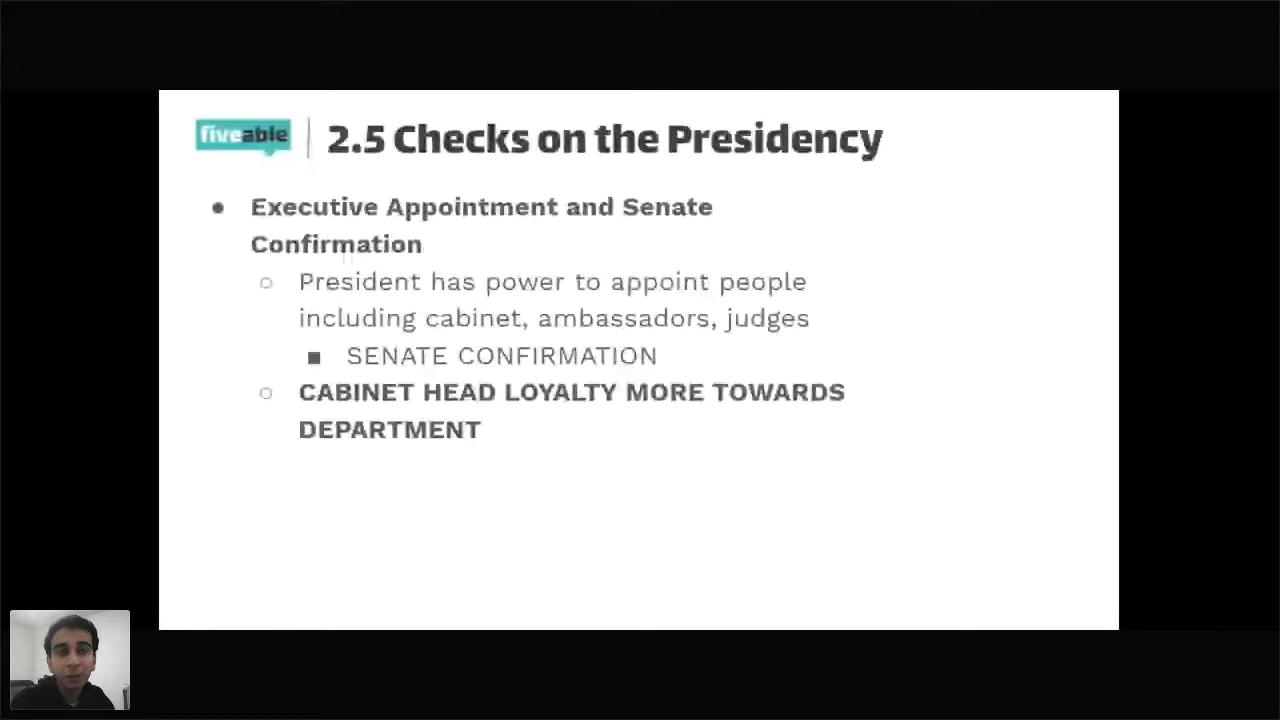 fiveable
2.5 Checks on the Presidency
● Executive Appointment and Senate
Confirmation
○ President has power to appoint people
including cabinet, ambassadors, judges
■ SENATE CONFIRMATION
○ CABINET HEAD LOYALTY MORE TOWARDS
DEPARTMENT